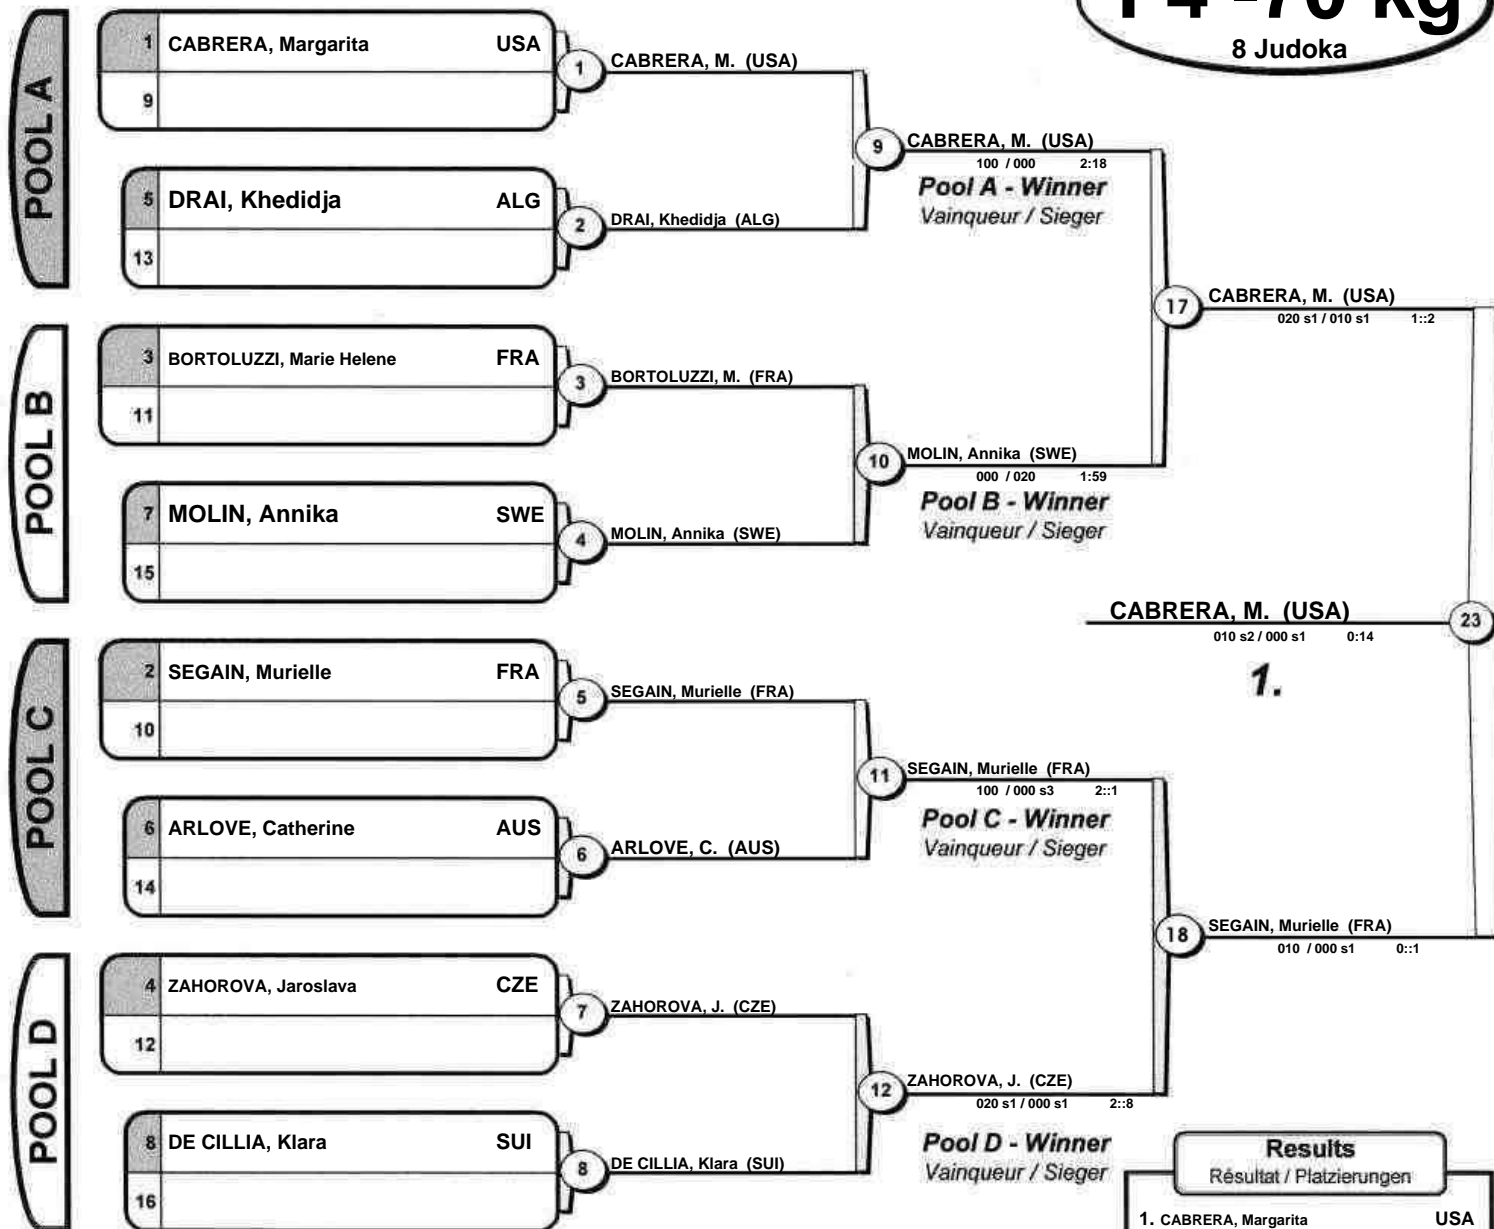 F4 -70 kg
8 Judoka
POOL A
1 CABRERA, Margarita USA
9
5 DRAI, Khedidja ALG
13
1 CABRERA, M. (USA)
2 DRAI, Khedidja (ALG)
9 CABRERA, M. (USA)
100 / 000 2:18
Pool A - Winner
Vainqueur / Sieger
POOL B
3 BORTOLUZZI, Marie Helene FRA
11
7 MOLIN, Annika SWE
15
3 BORTOLUZZI, M. (FRA)
4 MOLIN, Annika (SWE)
10 MOLIN, Annika (SWE)
000 / 020 1:59
Pool B - Winner
Vainqueur / Sieger
17 CABRERA, M. (USA)
020 s1 / 010 s1 1::2
CABRERA, M. (USA) 23
010 s2 / 000 s1 0:14
1.
POOL C
2 SEGAIN, Murielle FRA
10
6 ARLOVE, Catherine AUS
14
5 SEGAIN, Murielle (FRA)
6 ARLOVE, C. (AUS)
11 SEGAIN, Murielle (FRA)
100 / 000 s3 2::1
Pool C - Winner
Vainqueur / Sieger
18 SEGAIN, Murielle (FRA)
010 / 000 s1 0::1
POOL D
4 ZAHOROVA, Jaroslava CZE
12
8 DE CILLIA, Klara SUI
16
7 ZAHOROVA, J. (CZE)
8 DE CILLIA, Klara (SUI)
12 ZAHOROVA, J. (CZE)
020 s1 / 000 s1 2::8
Pool D - Winner
Vainqueur / Sieger
Results
Résultat / Platzierungen
1. CABRERA, Margarita USA